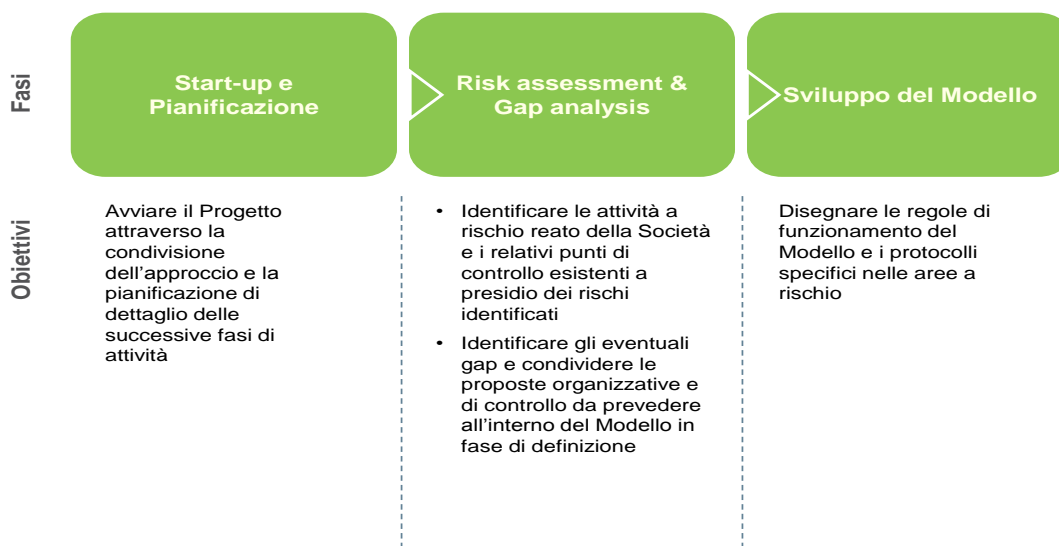 Fasi
Start-up e
Pianificazione
Risk assessment &
Gap analysis
Sviluppo del Modello
Obiettivi
Avviare il Progetto
attraverso la
condivisione
dell'approccio e la
pianificazione di
dettaglio delle
successive fasi di
attività
• Identificare le attività a
rischio reato della Società
e i relativi punti di
controllo esistenti a
presidio dei rischi
identificati
• Identificare gli eventuali
gap e condividere le
proposte organizzative e
di controllo da prevedere
all'interno del Modello in
fase di definizione
Disegnare le regole di
funzionamento del
Modello e i protocolli
specifici nelle aree a
rischio